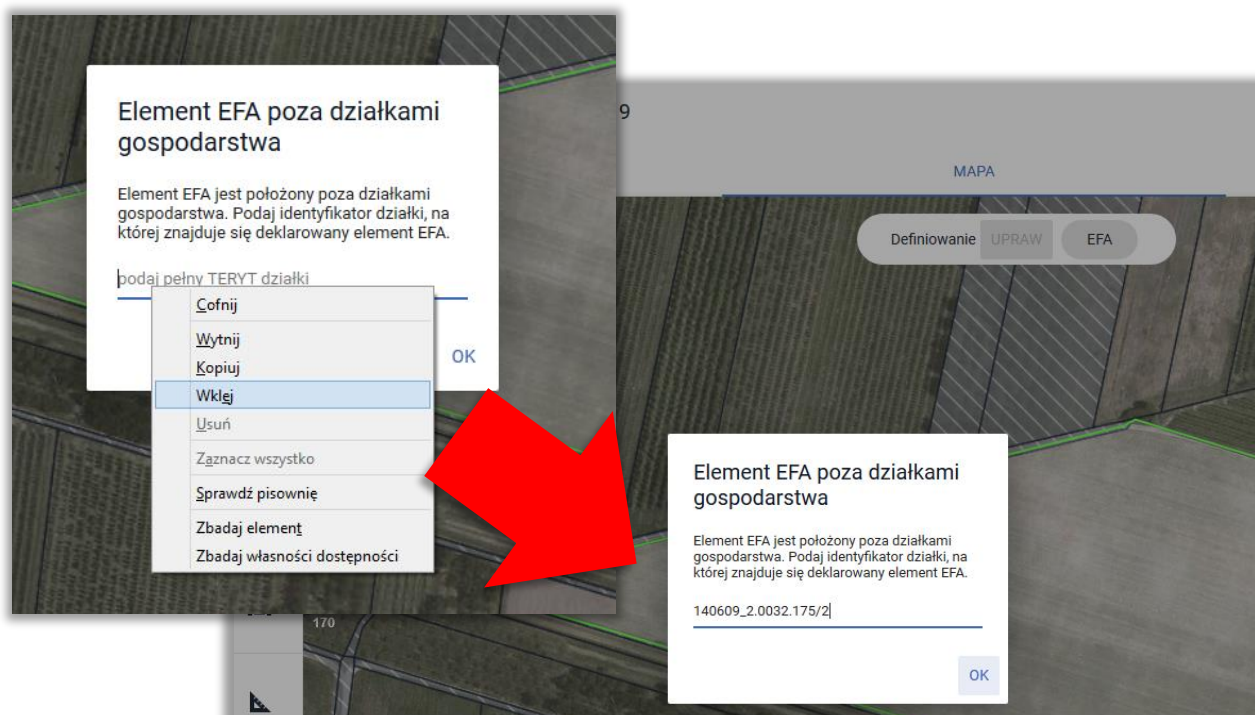 Element EFA poza działkami
gospodarstwa
Element EFA jest położony poza działkami
gospodarstwa. Podaj identyfikator działki, na
której znajduje się deklarowany element EFA.
podaj pełny TERYT działki
Cofnij
Wytnij
Kopiuj
Wklej
Usuń
Zaznacz wszystko
Sprawdź pisownię
Zbadaj element
Zbadaj własności dostępności
OK
9
MAPA
Definiowanie UPRAW EFA
Element EFA poza działkami
gospodarstwa
Element EFA jest położony poza działkami
gospodarstwa. Podaj identyfikator działki, na
której znajduje się deklarowany element EFA.
140609_2.0032.175/2
OK
170